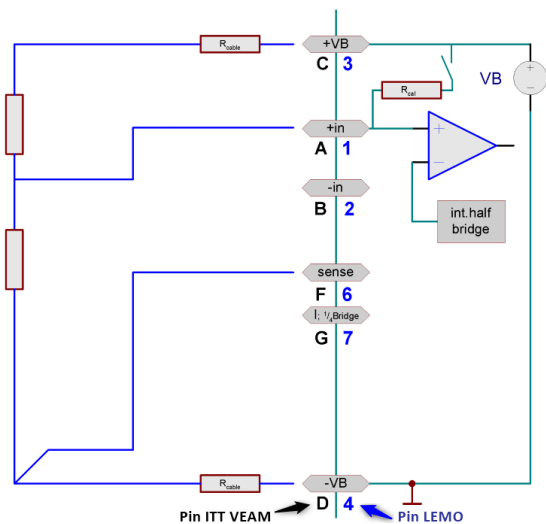 Rcable
+VB
C 3
VB
Rcal
+in
A 1
-in
B 2
int.half
bridge
sense
F 6
I; 1/4Bridge
G 7
Rcable
-VB
D 4
Pin ITT VEAM
Pin LEMO